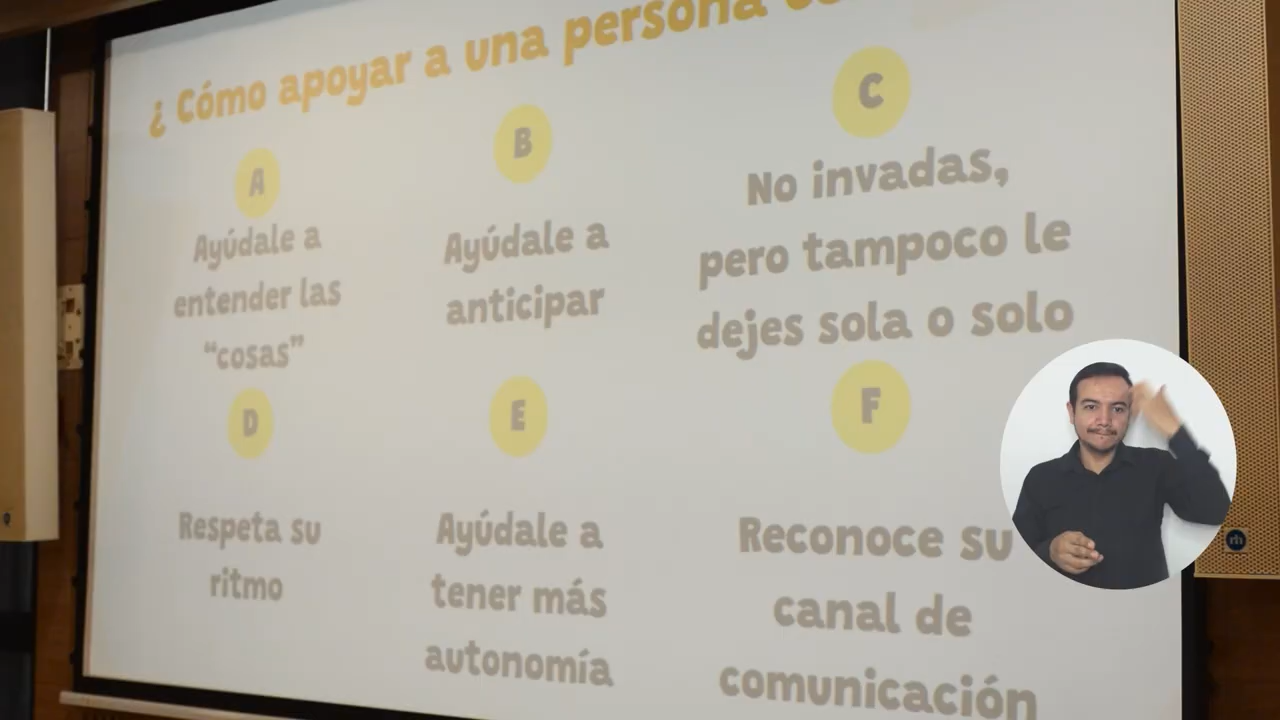 ¿ Cómo apoyar a una persona
A
Ayúdale a
entender las
“cosas”
B
Ayúdale a
anticipar
C
No invadas,
pero tampoco le
dejes sola o solo
D
Respeta su
ritmo
E
Ayúdale a
tener más
autonomía
F
Reconoce su
canal de
comunicación
rh